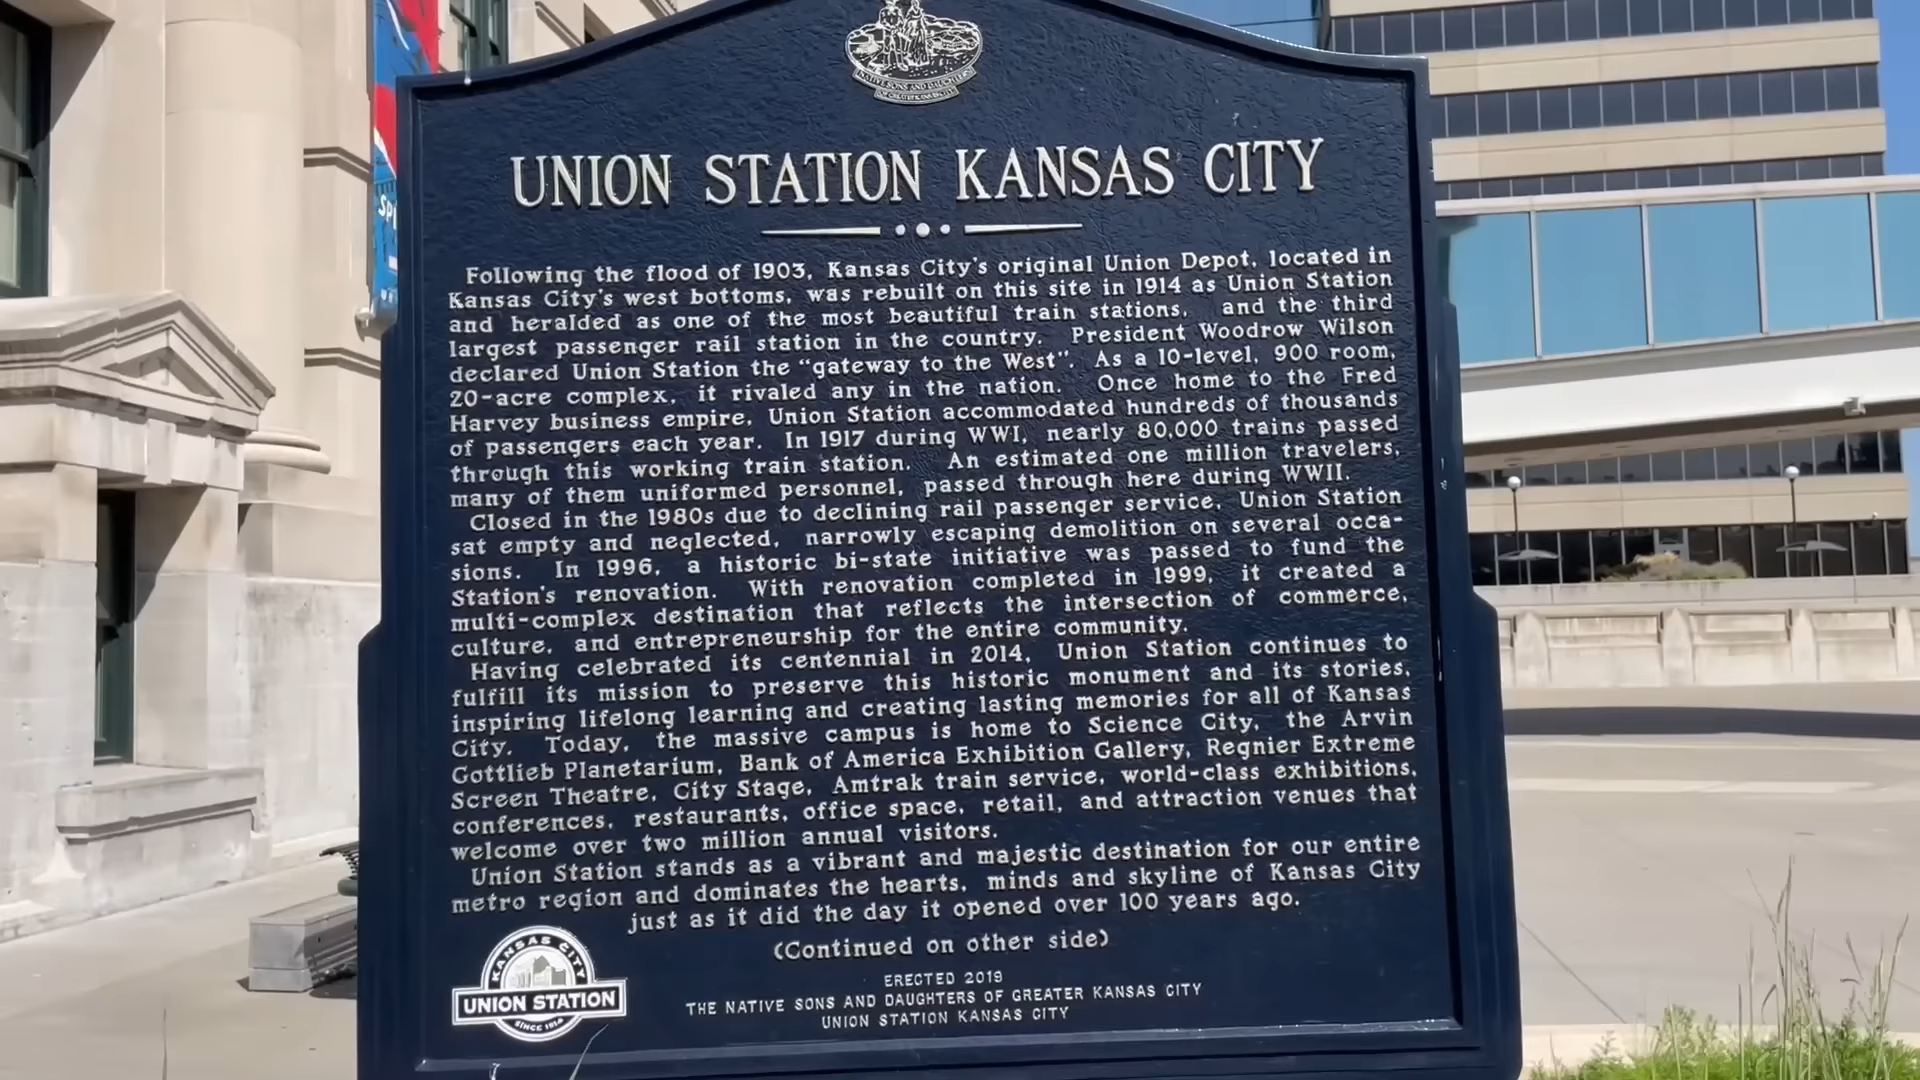 NATIVE SONS AND DAUGHTERS
OF GREATER KANSAS CITY
UNION STATION KANSAS CITY
Following the flood of 1903, Kansas City's original Union Depot, located in
Kansas City's west bottoms, was rebuilt on this site in 1914 as Union Station
and heralded as one of the most beautiful train stations, and the third
largest passenger rail station in the country. President Woodrow Wilson
declared Union Station the "gateway to the West". As a 10-level, 900 room,
20-acre complex, it rivaled any in the nation. Once home to the Fred
Harvey business empire, Union Station accommodated hundreds of thousands
of passengers each year. In 1917 during WWI, nearly 80,000 trains passed
through this working train station. An estimated one million travelers,
many of them uniformed personnel, passed through here during WWII.
Closed in the 1980s due to declining rail passenger service, Union Station
sat empty and neglected, narrowly escaping demolition on several occa-
sions. In 1996, a historic bi-state initiative was passed to fund the
Station's renovation. With renovation completed in 1999, it created a
multi-complex destination that reflects the intersection of commerce,
culture, and entrepreneurship for the entire community.
Having celebrated its centennial in 2014, Union Station continues to
fulfill its mission to preserve this historic monument and its stories,
inspiring lifelong learning and creating lasting memories for all of Kansas
City. Today, the massive campus is home to Science City, the Arvin
Gottlieb Planetarium, Bank of America Exhibition Gallery, Regnier Extreme
Screen Theatre, City Stage, Amtrak train service, world-class exhibitions,
conferences, restaurants, office space, retail, and attraction venues that
welcome over two million annual visitors.
Union Station stands as a vibrant and majestic destination for our entire
metro region and dominates the hearts, minds and skyline of Kansas City
just as it did the day it opened over 100 years ago.
(Continued on other side)
ERECTED 2019
THE NATIVE SONS AND DAUGHTERS OF GREATER KANSAS CITY
UNION STATION KANSAS CITY
KANSAS CITY
UNION STATION
SINCE 1914